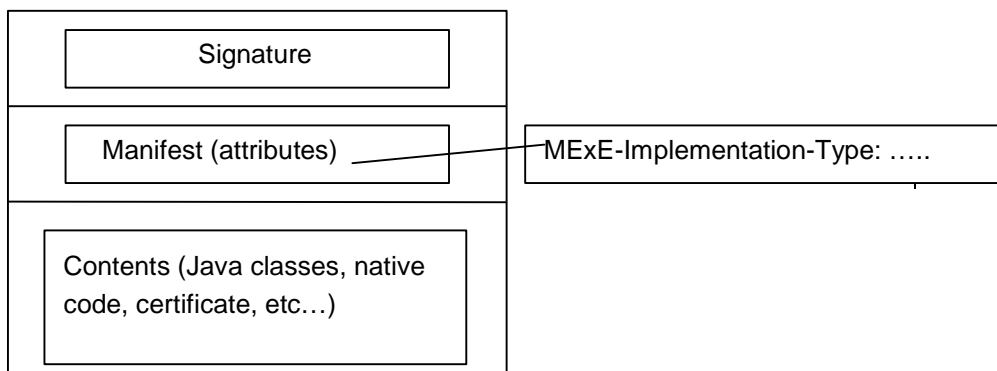 Signature
Manifest (attributes)
MExE-Implementation-Type: …..
Contents (Java classes, native
code, certificate, etc…)